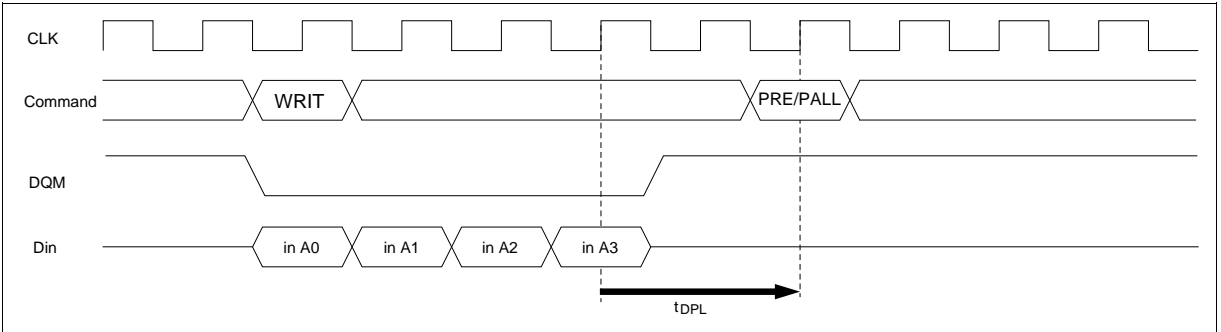 CLK
Command WRIT PRE/PALL
DQM
Din in A0 in A1 in A2 in A3
tDPL